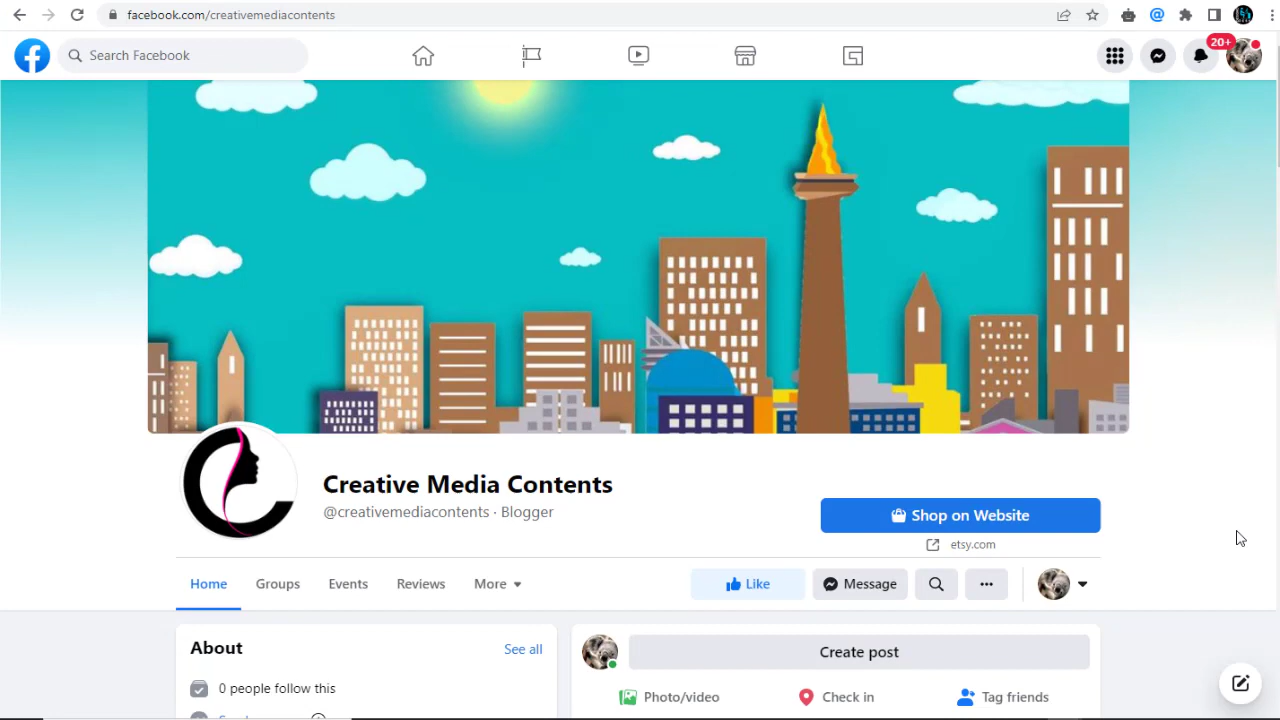 facebook.com/creativemediacontents
Search Facebook
20+
Creative Media Contents
@creativemediacontents · Blogger
Shop on Website
etsy.com
Home Groups Events Reviews More
Like Message
About See all
Create post
0 people follow this
Photo/video Check in Tag friends